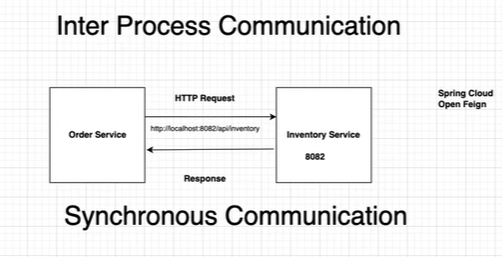 Inter Process Communication
HTTP Request
Spring Cloud
Open Feign
http://localhost:8082/api/inventory
Order Service
Inventory Service
8082
Response
Synchronous Communication